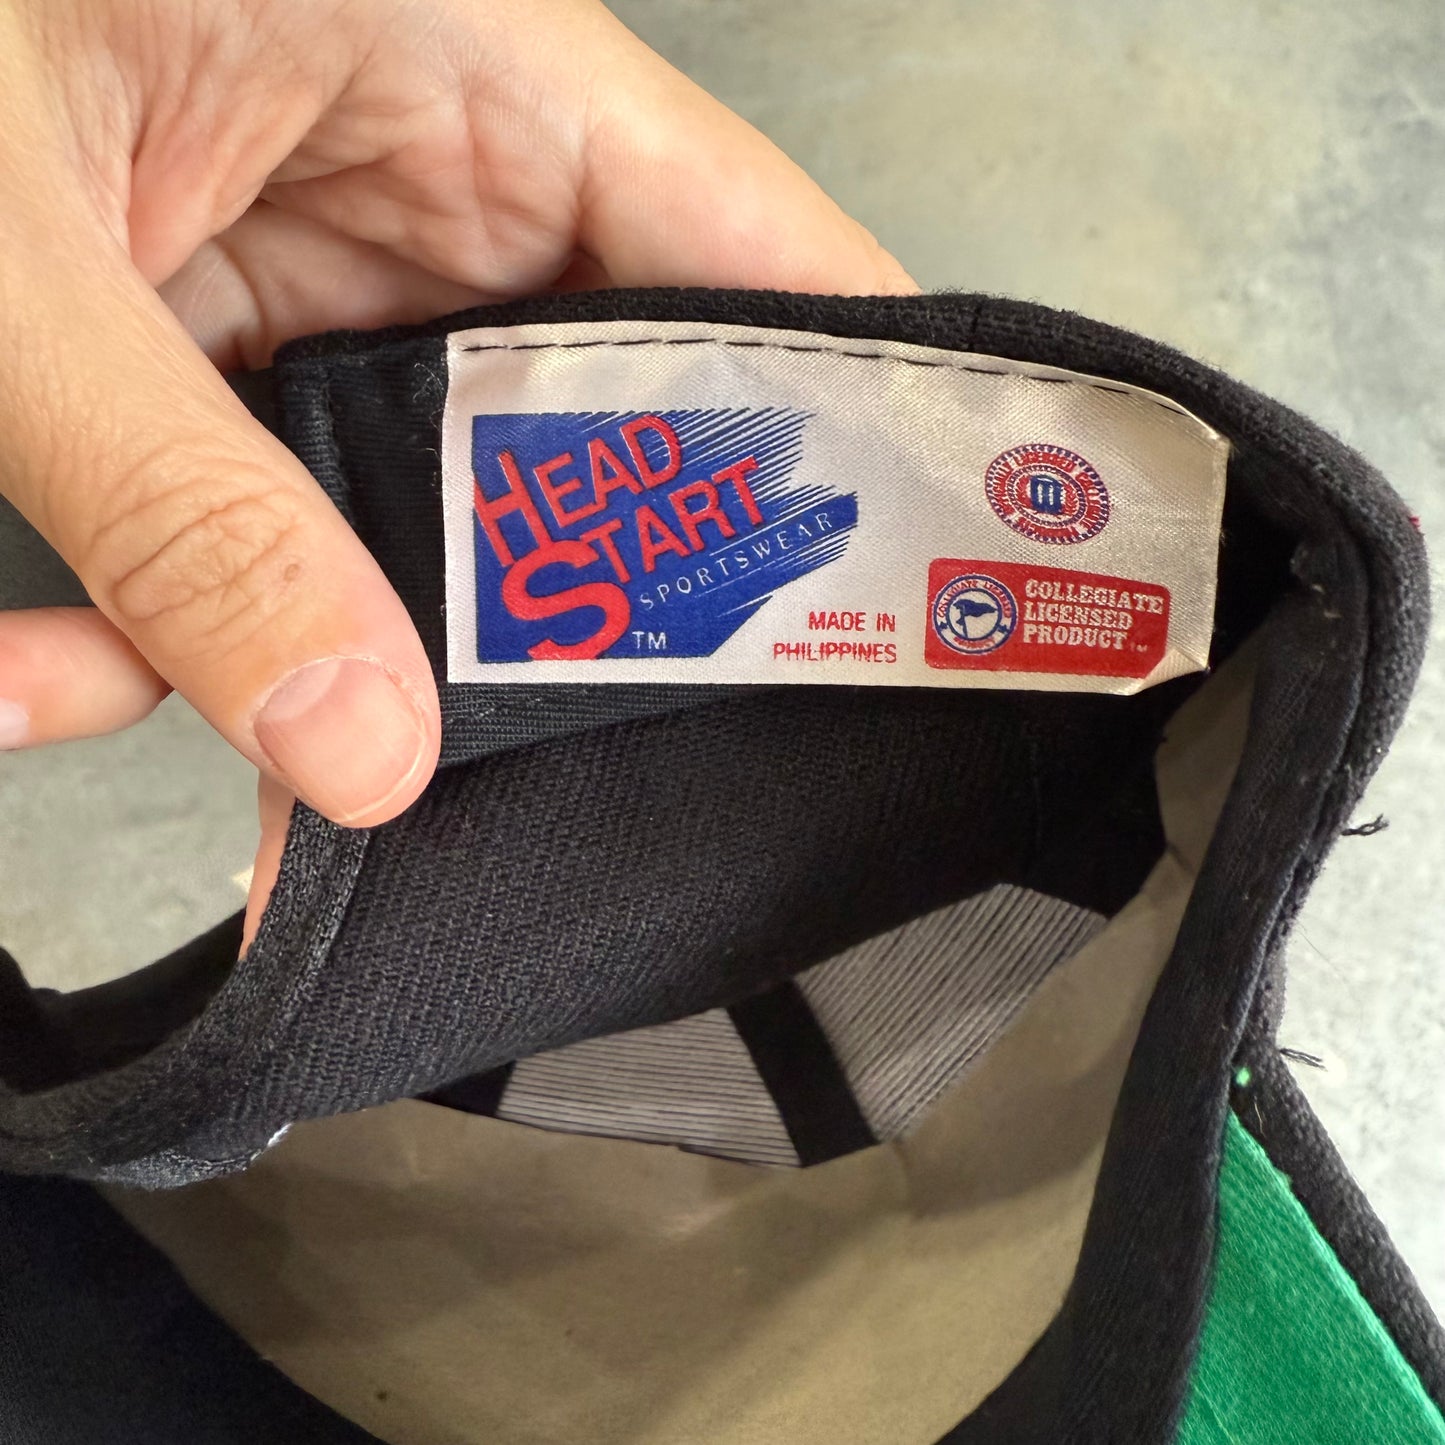 HEAD
START
SPORTSWEAR
TM
MADE IN
PHILIPPINES
COLLEGIATE
LICENSED
PRODUCT